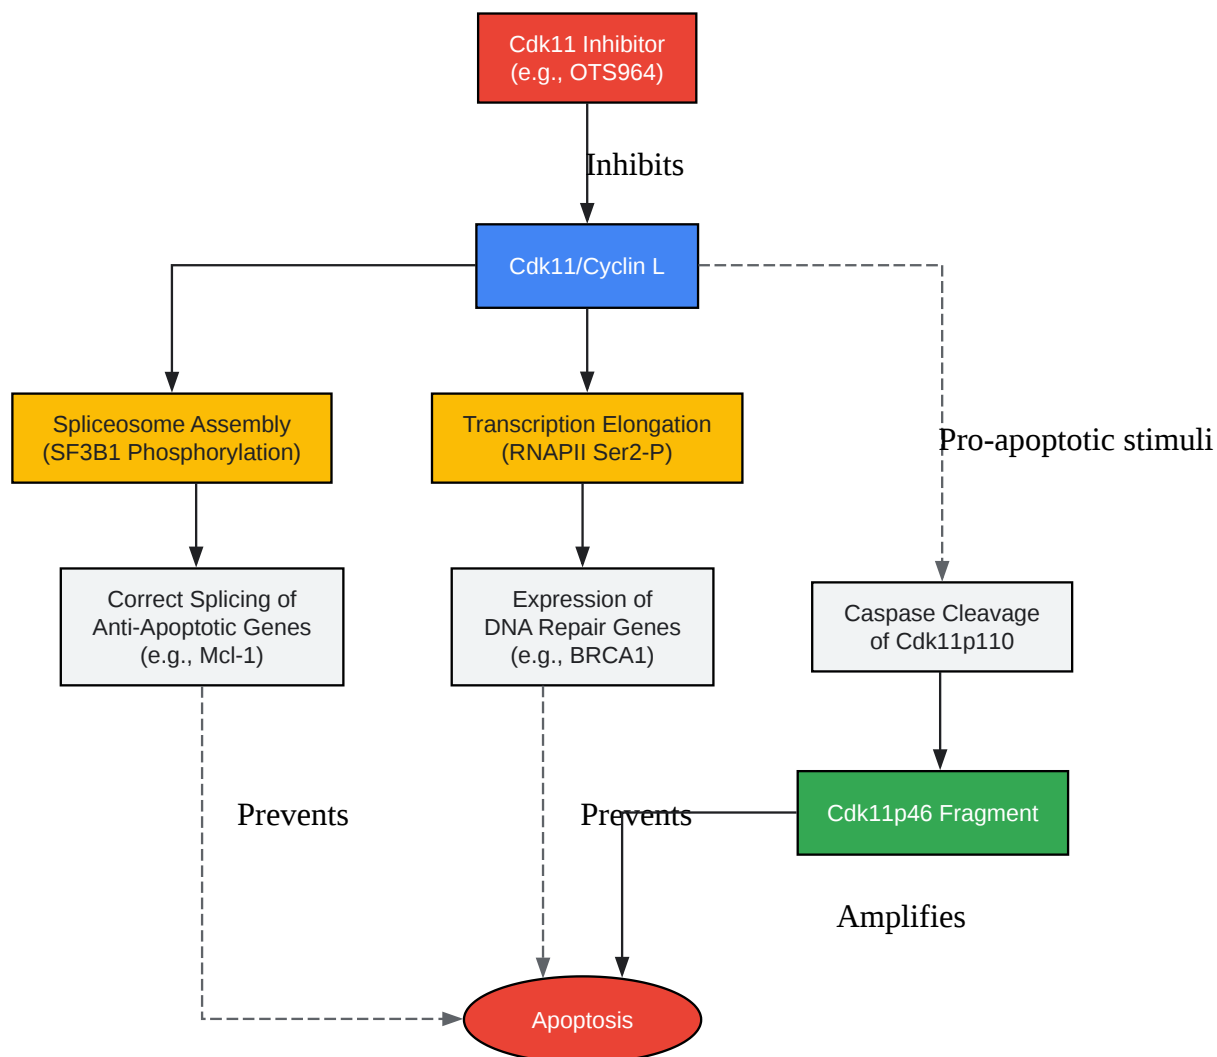 Cdk11 Inhibitor
(e.g., OTS964)
Inhibits
Cdk11/Cyclin L
Spliceosome Assembly
(SF3B1 Phosphorylation)
Transcription Elongation
(RNAPII Ser2-P)
Pro-apoptotic stimuli
Correct Splicing of
Anti-Apoptotic Genes
(e.g., Mcl-1)
Expression of
DNA Repair Genes
(e.g., BRCA1)
Caspase Cleavage
of Cdk11p110
Prevents
Prevents
Cdk11p46 Fragment
Amplifies
Apoptosis